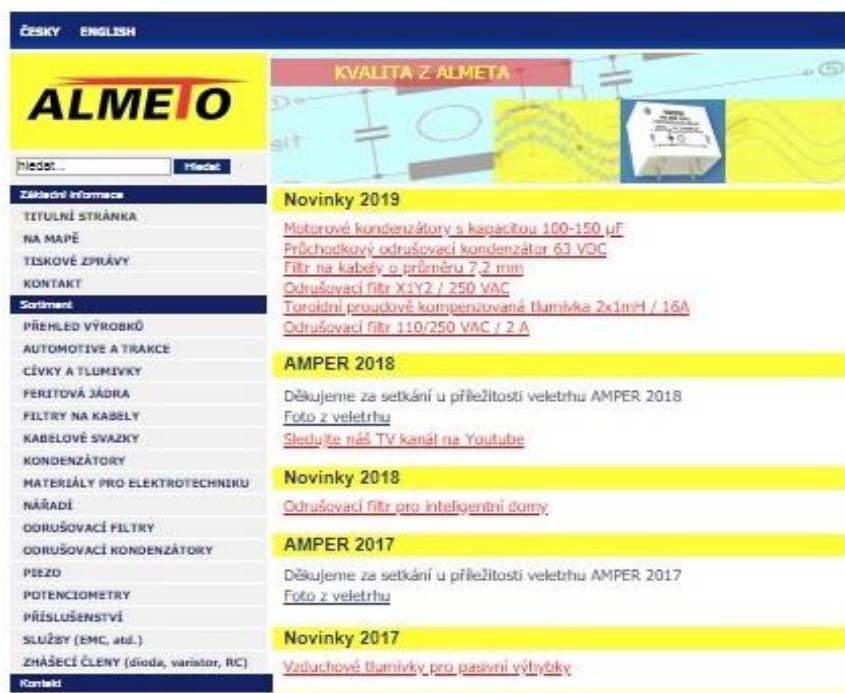 ČESKY ENGLISH
ALMETO
KVALITA Z ALMETA
hledat...
Hledat
Základní informace
TITULNÍ STRÁNKA
NA MAPĚ
TISKOVÉ ZPRÁVY
KONTAKT
Sortiment
PŘEHLED VÝROBKŮ
AUTOMOTIVE A TRAKCE
CÍVKY A TLUMIVKY
FERITOVÁ JÁDRA
FILTRY NA KABELY
KABELOVÉ SVAZKY
KONDENZÁTORY
MATERIÁLY PRO ELEKTROTECHNIKU
NÁŘADÍ
ODRUŠOVACÍ FILTRY
ODRUŠOVACÍ KONDENZÁTORY
PIEZO
POTENCIOMETRY
PŘÍSLUŠENSTVÍ
SLUŽBY (EMC, atd.)
ZHÁŠECÍ ČLENY (dioda, varistor, RC)
Kontakt
Novinky 2019
Motorové kondenzátory s kapacitou 100-150 µF
Průchodkový odrušovací kondenzátor 63 VDC
Filtr na kabely o průměru 7,2 mm
Odrušovací filtr X1Y2 / 250 VAC
Toroidní proudově kompenzovaná tlumivka 2x1mH / 16A
Odrušovací filtr 110/250 VAC / 2 A
AMPER 2018
Děkujeme za setkání u příležitosti veletrhu AMPER 2018
Foto z veletrhu
Sledujte náš TV kanál na Youtube
Novinky 2018
Odrušovací filtr pro inteligentní domy
AMPER 2017
Děkujeme za setkání u příležitosti veletrhu AMPER 2017
Foto z veletrhu
Novinky 2017
Vzduchové tlumivky pro pasivní výhybky